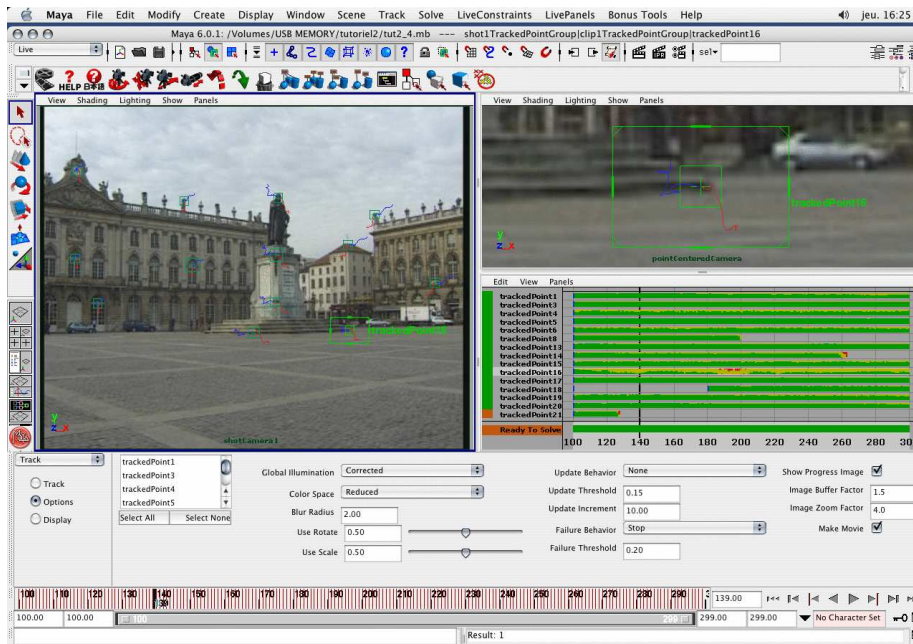 Maya File Edit Modify Create Display Window Scene Track Solve LiveConstraints LivePanels Bonus Tools Help jeu. 16:25
Maya 6.0.1: /Volumes/USB MEMORY/tutoriel2/tut2_4.mb --- shot1TrackedPointGroup|clip1TrackedPointGroup|trackedPoint16
Live
sel▾
HELP 日本語
View Shading Lighting Show Panels
trackedPoint16
y
z x
shotCamera1
View Shading Lighting Show Panels
trackedPoint16
y
z x
pointCenteredCamera
Edit View Panels
trackedPoint1
trackedPoint3
trackedPoint4
trackedPoint5
trackedPoint6
trackedPoint8
trackedPoint13
trackedPoint14
trackedPoint15
trackedPoint16
trackedPoint17
trackedPoint18
trackedPoint19
trackedPoint20
trackedPoint21
Ready To Solve
100 120 140 160 180 200 220 240 260 280 30
Track
Track
Options
Display
trackedPoint1
trackedPoint3
trackedPoint4
trackedPoint5
Select All Select None
Global Illumination Corrected
Color Space Reduced
Blur Radius 2.00
Use Rotate 0.50
Use Scale 0.50
Update Behavior None
Update Threshold 0.15
Update Increment 10.00
Failure Behavior Stop
Failure Threshold 0.20
Show Progress Image
Image Buffer Factor 1.5
Image Zoom Factor 4.0
Make Movie
100 110 120 130 140 150 160 170 180 190 200 210 220 230 240 250 260 270 280 290 139.00
139
100.00 100.00 100 299 299.00 299.00 No Character Set
Result: 1